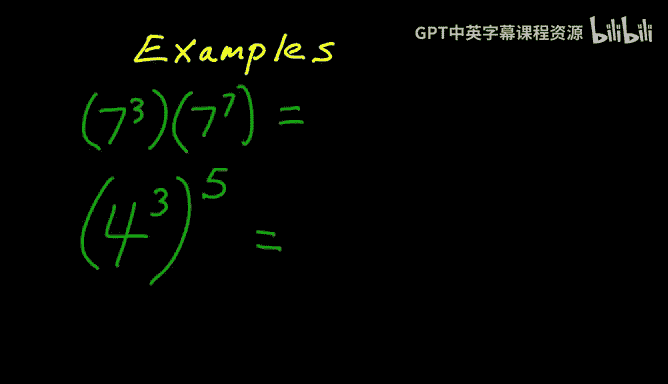 GPT中英字幕课程资源 bilibili
Examples
(7³)(7⁷) =
(4³)⁵ =